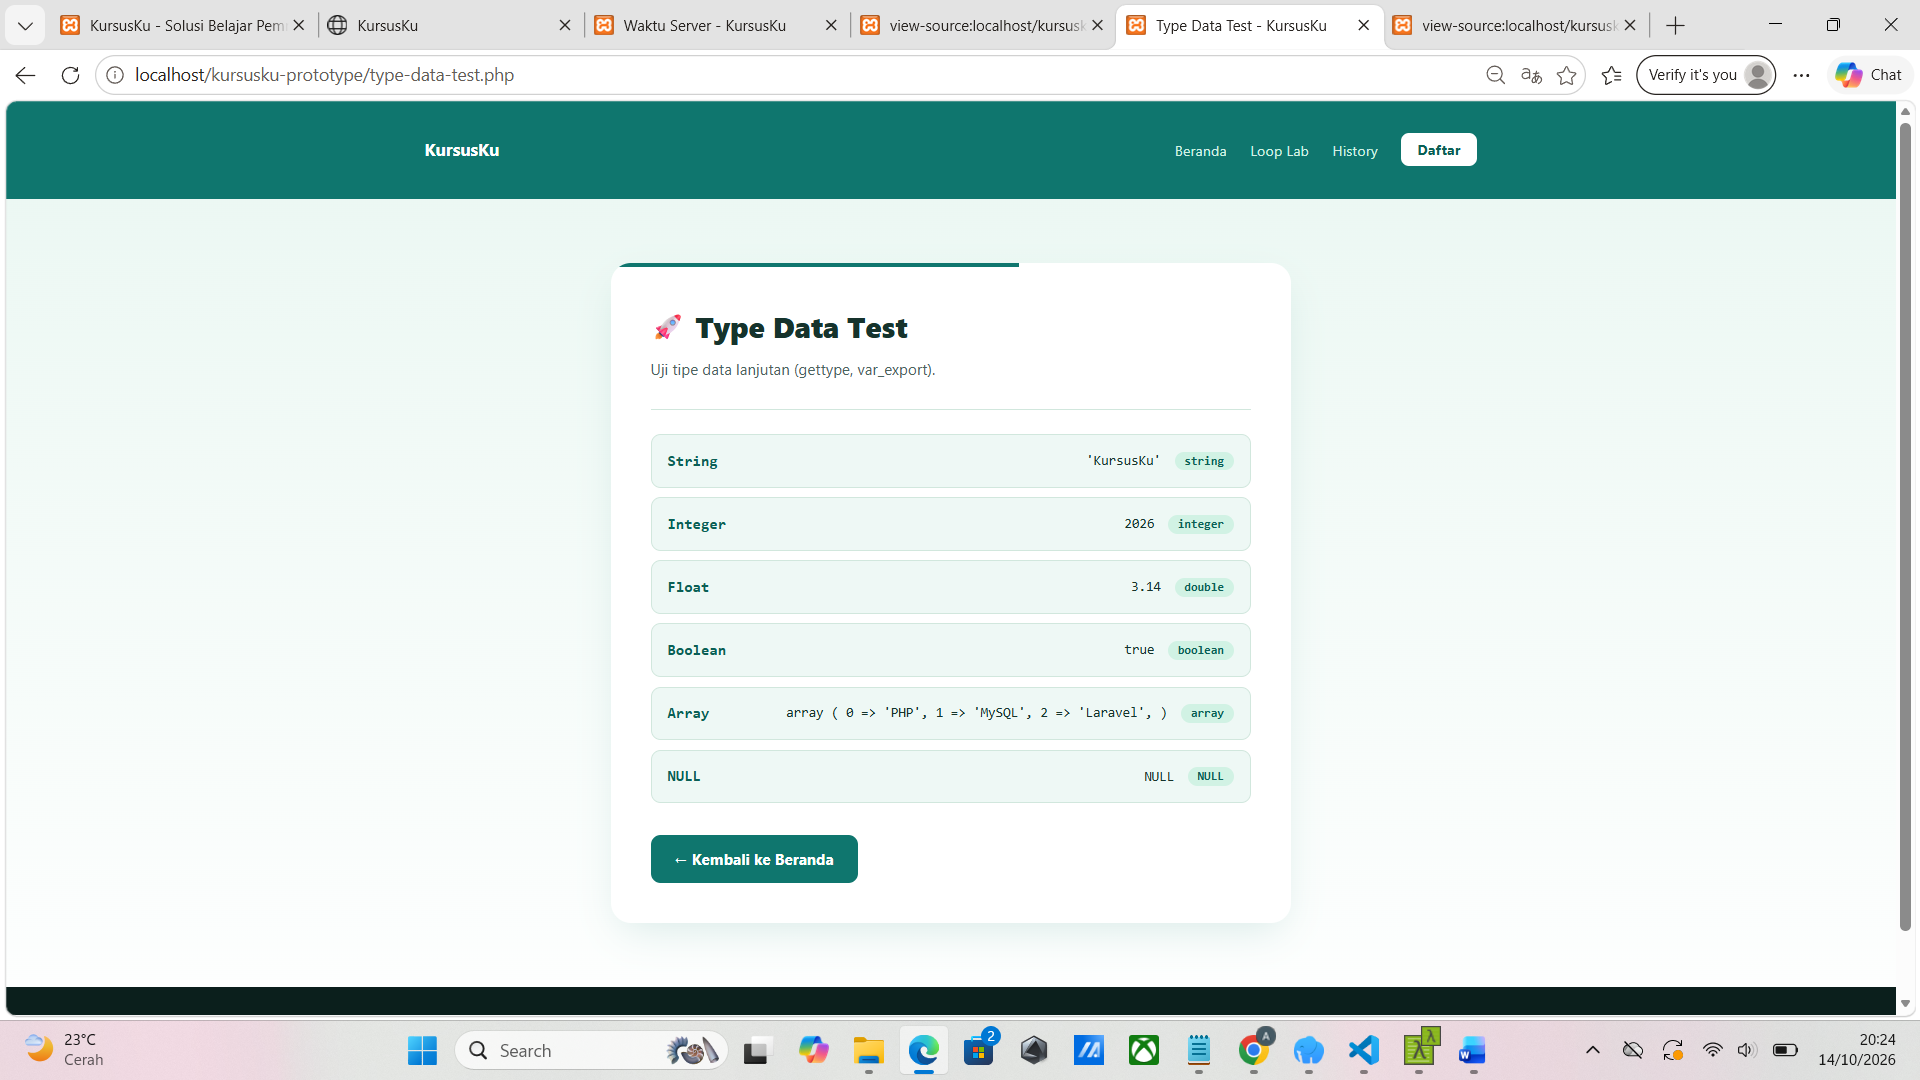 KursusKu - Solusi Belajar Pem
KursusKu
Waktu Server - KursusKu
view-source:localhost/kursusk
Type Data Test - KursusKu
view-source:localhost/kursusk
localhost/kursusku-prototype/type-data-test.php
Verify it's you
Chat
KursusKu
Beranda
Loop Lab
History
Daftar
🚀 Type Data Test
Uji tipe data lanjutan (gettype, var_export).
String 'KursusKu' string
Integer 2026 integer
Float 3.14 double
Boolean true boolean
Array array ( 0 => 'PHP', 1 => 'MySQL', 2 => 'Laravel', ) array
NULL NULL NULL
← Kembali ke Beranda
23°C
Cerah
Search
2
A
20:24
14/10/2026